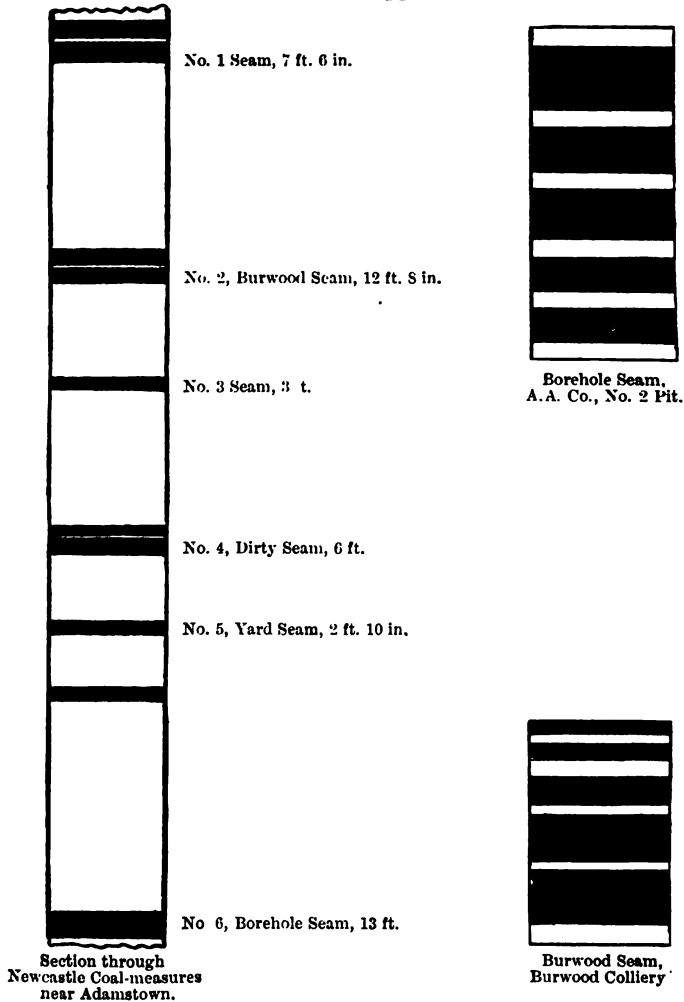 No. 1 Seam, 7 ft. 6 in.
No. 2, Burwood Seam, 12 ft. 8 in.
No. 3 Seam, 3 t.
Borehole Seam,
A.A. Co., No. 2 Pit.
No. 4, Dirty Seam, 6 ft.
No. 5, Yard Seam, 2 ft. 10 in.
No 6, Borehole Seam, 13 ft.
Section through
Newcastle Coal-measures
near Adamstown.
Burwood Seam,
Burwood Colliery